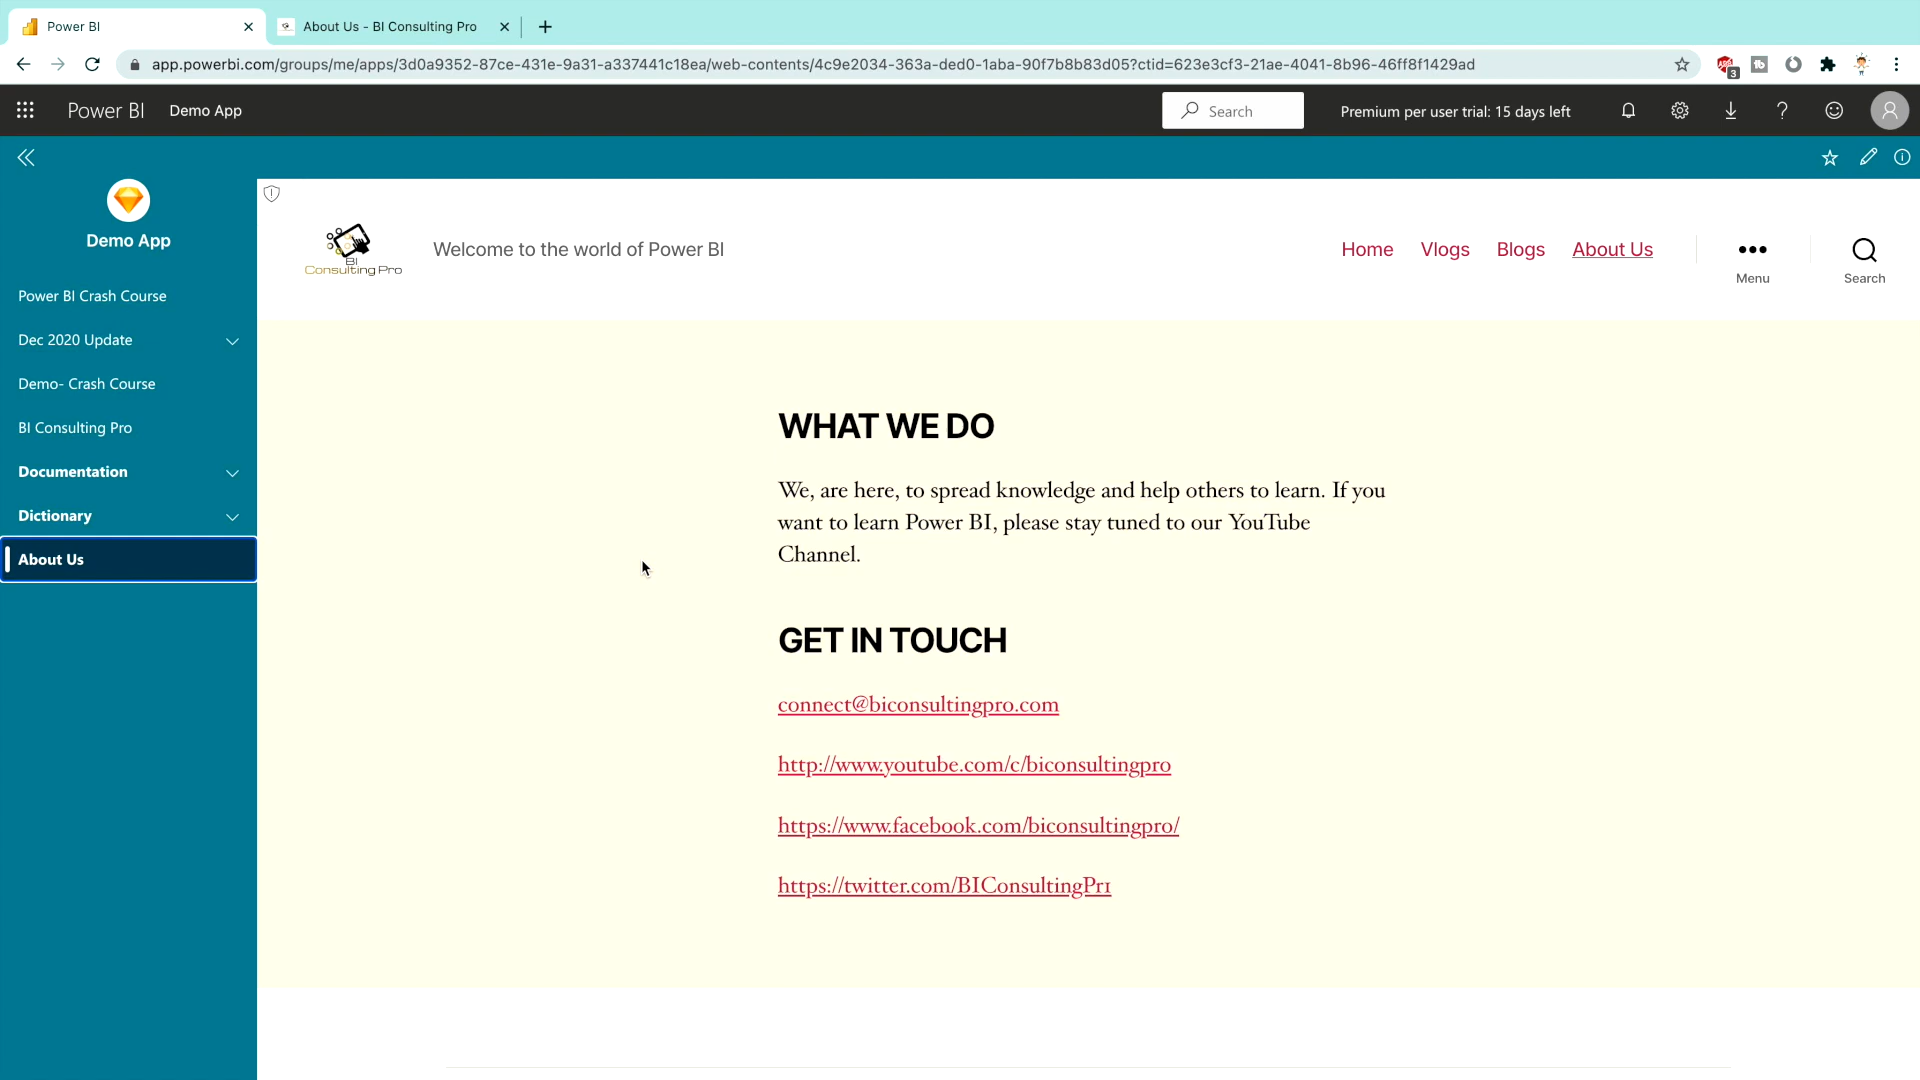 Power BI
About Us - BI Consulting Pro
app.powerbi.com/groups/me/apps/3d0a9352-87ce-431e-9a31-a337441c18ea/web-contents/4c9e2034-363a-ded0-1aba-90f7b8b83d05?ctid=623e3cf3-21ae-4041-8b96-46ff8f1429ad
3
Power BI
Demo App
Search
Premium per user trial: 15 days left
Demo App
Power BI Crash Course
Dec 2020 Update
Demo- Crash Course
BI Consulting Pro
Documentation
Dictionary
About Us
BI
Consulting Pro
Welcome to the world of Power BI
Home
Vlogs
Blogs
About Us
Menu
Search
WHAT WE DO
We, are here, to spread knowledge and help others to learn. If you
want to learn Power BI, please stay tuned to our YouTube
Channel.
GET IN TOUCH
connect@biconsultingpro.com
http://www.youtube.com/c/biconsultingpro
https://www.facebook.com/biconsultingpro/
https://twitter.com/BIConsultingPr1